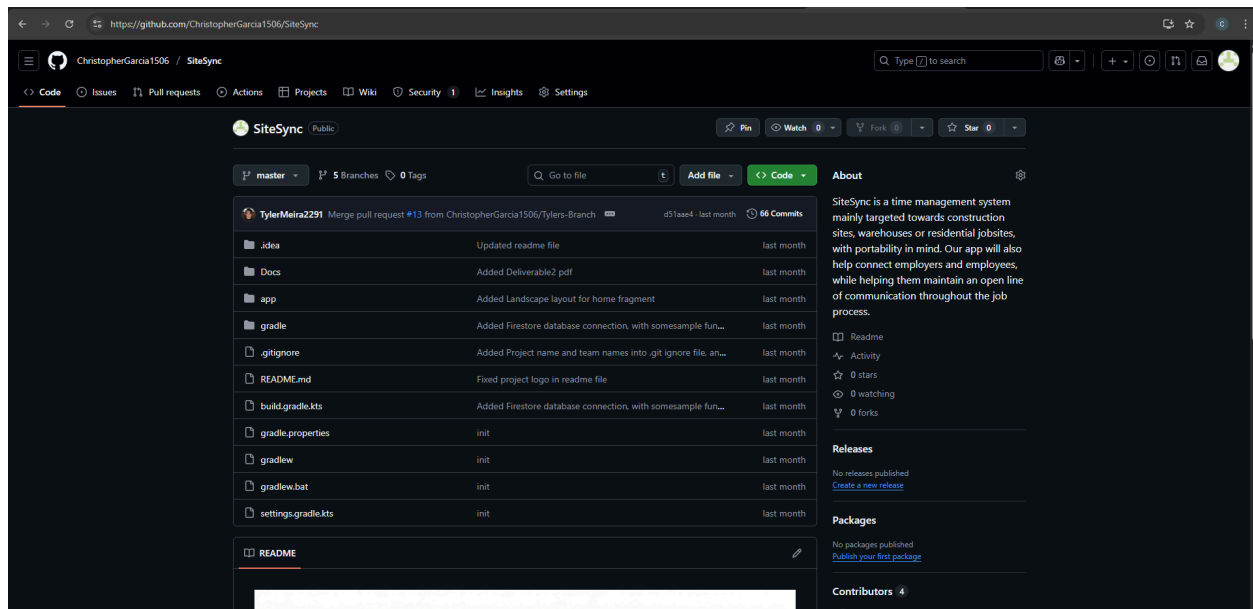 https://github.com/ChristopherGarcia1506/SiteSync
C
ChristopherGarcia1506 / SiteSync
Type / to search
Code Issues Pull requests Actions Projects Wiki Security 1 Insights Settings
SiteSync Public
Pin Watch 0 Fork 0 Star 0
master 5 Branches 0 Tags Go to file t Add file Code
TylerMeira2291 Merge pull request #13 from ChristopherGarcia1506/Tylers-Branch d51aae4 · last month 66 Commits
.idea Updated readme file last month
Docs Added Deliverable2 pdf last month
app Added Landscape layout for home fragment last month
gradle Added Firestore database connection, with somesample fun... last month
.gitignore Added Project name and team names into .git ignore file, an... last month
README.md Fixed project logo in readme file last month
build.gradle.kts Added Firestore database connection, with somesample fun... last month
gradle.properties init last month
gradlew init last month
gradlew.bat init last month
settings.gradle.kts init last month
README
About
SiteSync is a time management system
mainly targeted towards construction
sites, warehouses or residential jobsites,
with portability in mind. Our app will also
help connect employers and employees,
while helping them maintain an open line
of communication throughout the job
process.
Readme
Activity
0 stars
0 watching
0 forks
Releases
No releases published
Create a new release
Packages
No packages published
Publish your first package
Contributors 4